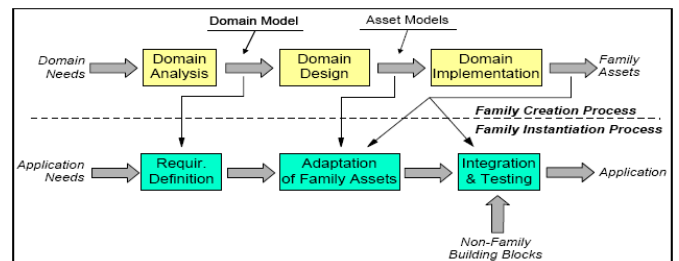 Domain Model
Asset Models
Domain
Needs
Domain
Analysis
Domain
Design
Domain
Implementation
Family
Assets
Family Creation Process
Family Instantiation Process
Application
Needs
Requir.
Definition
Adaptation
of Family Assets
Integration
& Testing
Application
Non-Family
Building Blocks